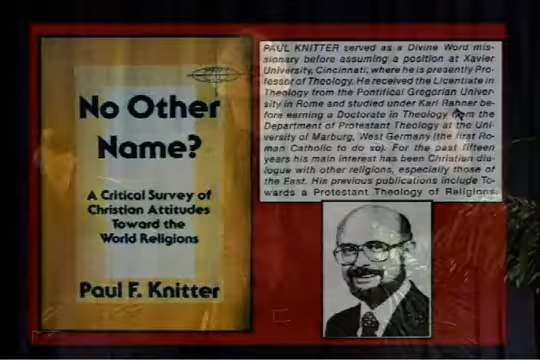 No Other
Name?
A Critical Survey of
Christian Attitudes
Toward the
World Religions
Paul F. Knitter
PAUL KNITTER served as a Divine Word mis-
sionary before assuming a position at Xavier
University, Cincinnati, where he is presently Pro-
fessor of Theology. He received the Licentiate in
Theology from the Pontifical Gregorian Univer-
sity in Rome and studied under Karl Rahner be-
fore earning a Doctorate in Theology from the
Department of Protestant Theology at the Uni-
versity of Marburg, West Germany (the first Ro-
man Catholic to do so). For the past fifteen
years his main interest has been Christian dia-
logue with other religions, especially those of
the East. His previous publications include To-
wards a Protestant Theology of Religions.